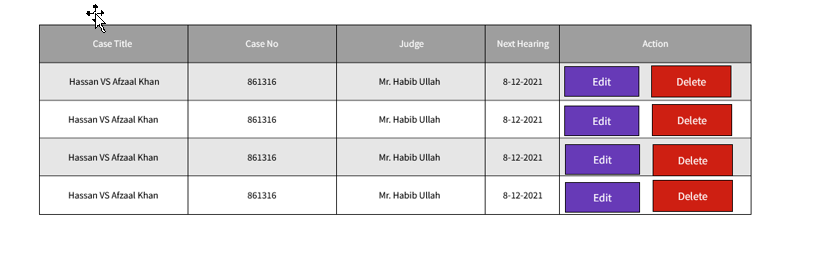 Case Title Case No Judge Next Hearing Action
Hassan VS Afzaal Khan 861316 Mr. Habib Ullah 8-12-2021 Edit Delete
Hassan VS Afzaal Khan 861316 Mr. Habib Ullah 8-12-2021 Edit Delete
Hassan VS Afzaal Khan 861316 Mr. Habib Ullah 8-12-2021 Edit Delete
Hassan VS Afzaal Khan 861316 Mr. Habib Ullah 8-12-2021 Edit Delete